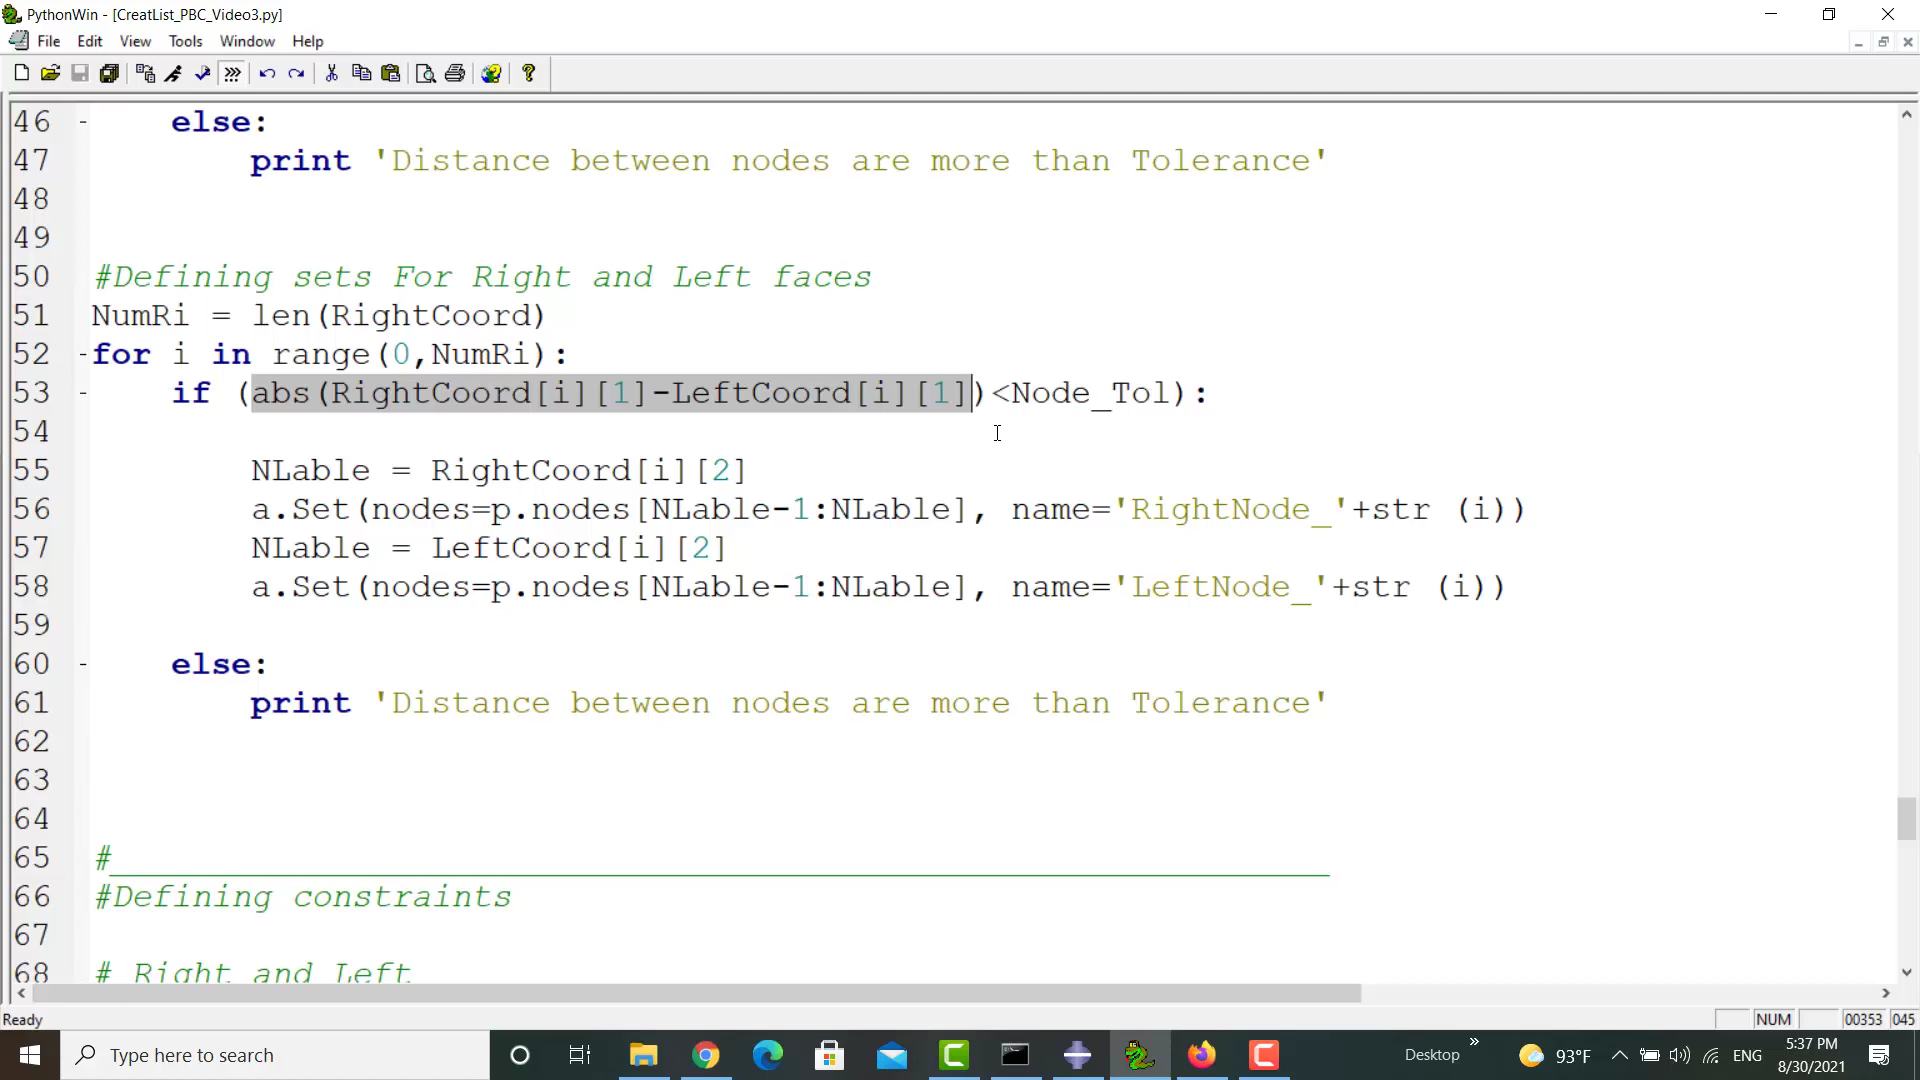 PythonWin - [CreatList_PBC_Video3.py]
File Edit View Tools Window Help
46 - else:
47 print 'Distance between nodes are more than Tolerance'
48
49
50 #Defining sets For Right and Left faces
51 NumRi = len(RightCoord)
52 -for i in range(0,NumRi):
53 - if (abs(RightCoord[i][1]-LeftCoord[i][1])<Node_Tol):
54
55 NLable = RightCoord[i][2]
56 a.Set(nodes=p.nodes[NLable-1:NLable], name='RightNode_'+str (i))
57 NLable = LeftCoord[i][2]
58 a.Set(nodes=p.nodes[NLable-1:NLable], name='LeftNode_'+str (i))
59
60 - else:
61 print 'Distance between nodes are more than Tolerance'
62
63
64
65 #_____________________________________________________________
66 #Defining constraints
67
68 # Right and Left
Ready NUM 00353 045
Type here to search Desktop » 93°F ENG 5:37 PM
8/30/2021